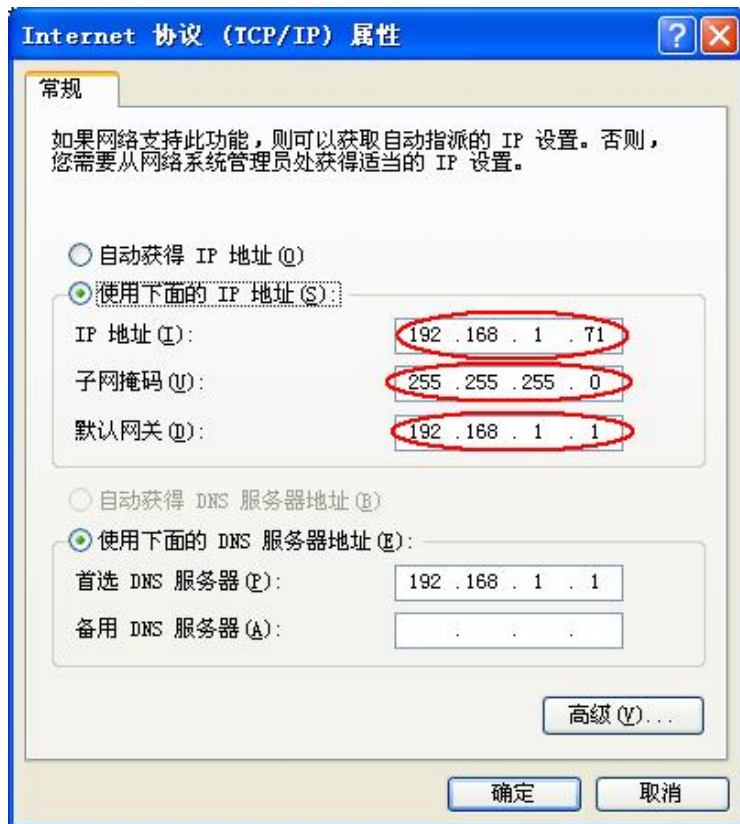 Internet 协议 (TCP/IP) 属性
常规
如果网络支持此功能，则可以获取自动指派的 IP 设置。否则，
您需要从网络系统管理员处获得适当的 IP 设置。
自动获得 IP 地址(O)
使用下面的 IP 地址(S):
IP 地址(I): 192 .168 . 1 . 71
子网掩码(U): 255 .255 .255 . 0
默认网关(D): 192 .168 . 1 . 1
自动获得 DNS 服务器地址(B)
使用下面的 DNS 服务器地址(E):
首选 DNS 服务器(P): 192 .168 . 1 . 1
备用 DNS 服务器(A): . . .
高级(V)...
确定 取消